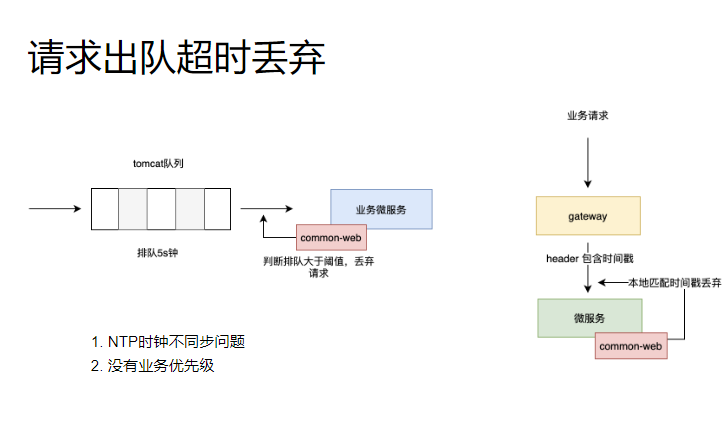 请求出队超时丢弃
tomcat队列
排队5s钟
业务微服务
common-web
判断排队大于阈值，丢弃
请求
1. NTP时钟不同步问题
2. 没有业务优先级
业务请求
gateway
header 包含时间戳
本地匹配时间戳丢弃
微服务
common-web